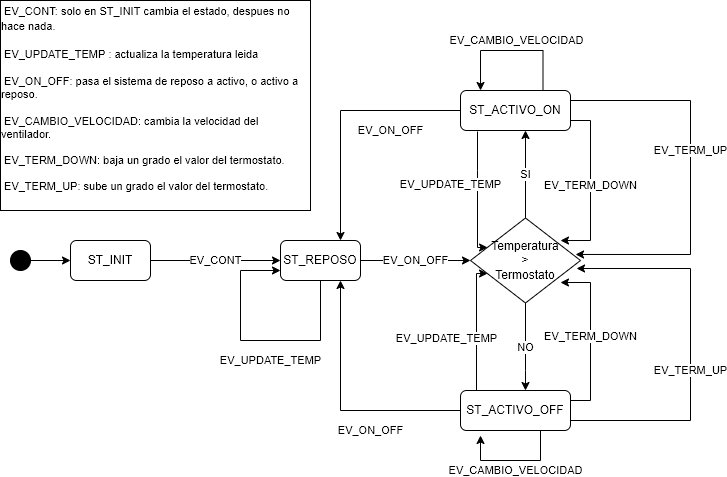 EV_CONT: solo en ST_INIT cambia el estado, despues no
hace nada.
EV_UPDATE_TEMP : actualiza la temperatura leida
EV_ON_OFF: pasa el sistema de reposo a activo, o activo a
reposo.
EV_CAMBIO_VELOCIDAD: cambia la velocidad del
ventilador.
EV_TERM_DOWN: baja un grado el valor del termostato.
EV_TERM_UP: sube un grado el valor del termostato.
EV_CAMBIO_VELOCIDAD
ST_ACTIVO_ON
EV_ON_OFF
EV_TERM_UP
SI
EV_UPDATE_TEMP
EV_TERM_DOWN
ST_INIT
EV_CONT
ST_REPOSO
EV_ON_OFF
Temperatura
>
Termostato
EV_UPDATE_TEMP
EV_UPDATE_TEMP
NO
EV_TERM_DOWN
EV_TERM_UP
ST_ACTIVO_OFF
EV_ON_OFF
EV_CAMBIO_VELOCIDAD